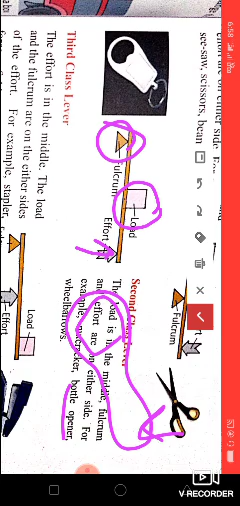 6:58
see-saw, scissors, bean
Fulcrum
Load
Effort
Second Class Lever
The load is in the middle, fulcrum
and effort are on either side. For
example, nutcracker, bottle opener,
wheelbarrows.
Fulcrum
Third Class Lever
The effort is in the middle. The load
and the fulcrum are on the either sides
of the effort. For example, stapler,
Load
Effort
V-RECORDER